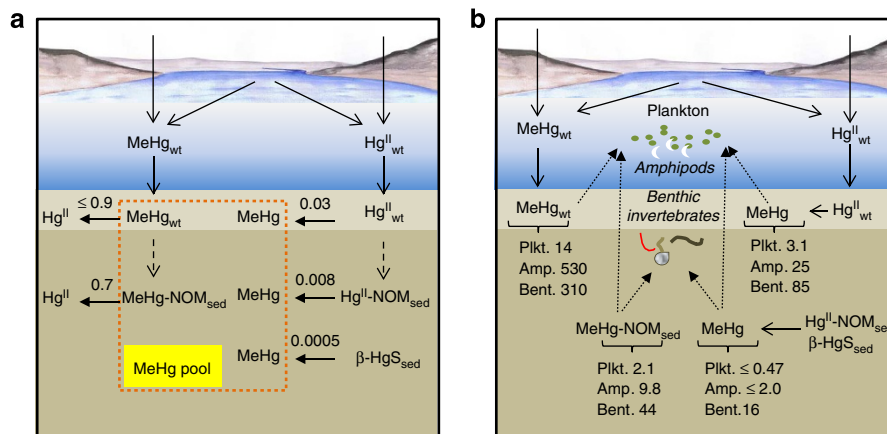 a
MeHgwt
HgIIwt
HgII
≤ 0.9
MeHgwt
MeHg
0.03
HgIIwt
HgII
0.7
MeHg-NOMsed
MeHg
0.008
HgII-NOMsed
MeHg pool
MeHg
0.0005
β-HgSsed
b
MeHgwt
Plankton
HgIIwt
Amphipods
MeHgwt
Benthic
invertebrates
MeHg
HgIIwt
Plkt. 14
Amp. 530
Bent. 310
Plkt. 3.1
Amp. 25
Bent. 85
MeHg-NOMsed
MeHg
HgII-NOMse
β-HgSsed
Plkt. 2.1
Amp. 9.8
Bent. 44
Plkt. ≤ 0.47
Amp. ≤ 2.0
Bent.16